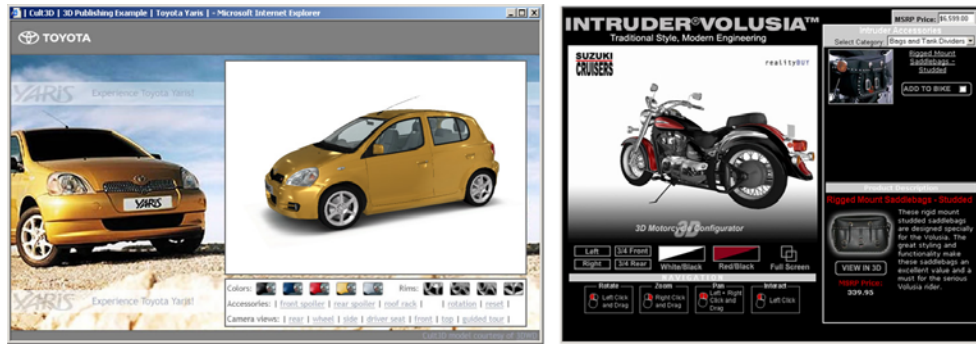 | Cult3D | 3D Publishing Example | Toyota Yaris | - Microsoft Internet Explorer
TOYOTA
YARIS Experience Toyota Yaris!
YARIS
YARIS Experience Toyota Yaris!
Colors: Rims:
Accessories: | front spoiler | rear spoiler | roof rack | | rotation | reset |
Camera views: | rear | wheel | side | driver seat | front | top | guided tour |
Cult3D model courtesy of
INTRUDER®VOLUSIA™
Traditional Style, Modern Engineering
SUZUKI
CRUISERS
realityBUY
3D
3D Motorcycle Configurator
Left 3/4 Front
Right 3/4 Rear
White/Black Red/Black Full Screen
NAVIGATION
Rotate Zoom Pan Interact
Left Click and Drag
Right Click and Drag
Left + Right Click and Drag
Left Click
MSRP Price: $6,599.00
Intruder Accessories
Select Category: Bags and Tank Dividers
Rigged Mount
Saddlebags -
Studded
ADD TO BIKE
Product Description
Rigged Mount Saddlebags - Studded
These rigid mount
studded saddlebags
are designed specially
for the Volusia. The
great styling and
functionality make
these saddlebags an
excellent value and a
must for the serious
Volusia rider.
VIEW IN 3D
MSRP Price:
339.95